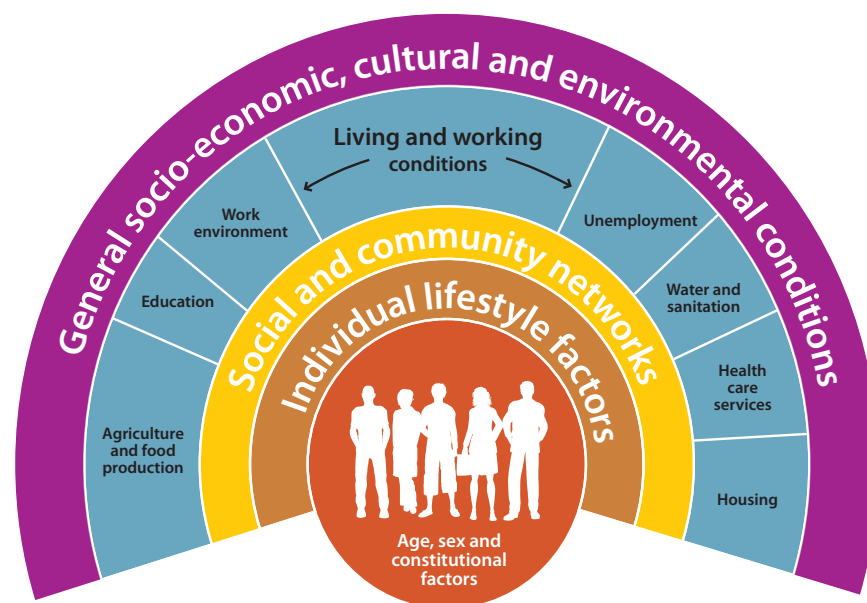 General socio-economic, cultural and environmental conditions
Living and working
conditions
Work
environment
Unemployment
Education
Water and
sanitation
Agriculture
and food
production
Health
care
services
Housing
Social and community networks
Individual lifestyle factors
Age, sex and
constitutional
factors